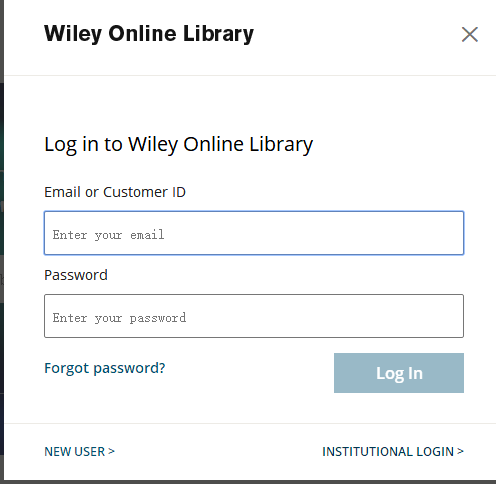 Wiley Online Library
Log in to Wiley Online Library
Email or Customer ID
Enter your email
Password
Enter your password
Forgot password?
Log In
NEW USER >
INSTITUTIONAL LOGIN >